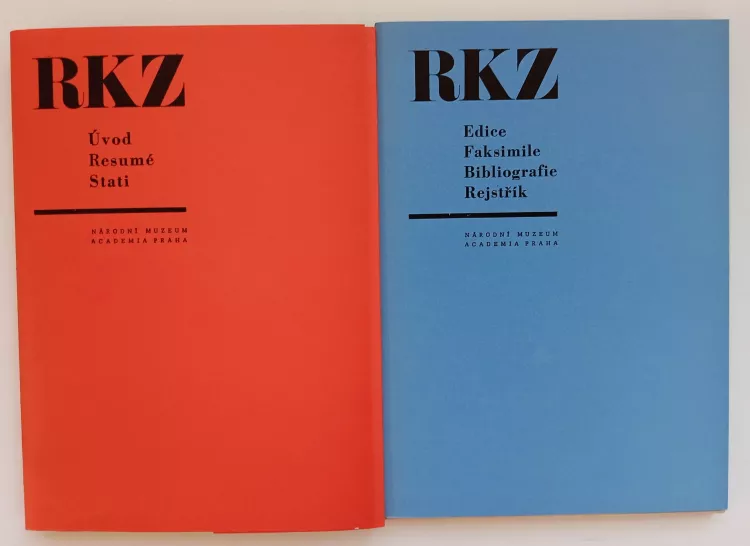 RKZ
Úvod
Resumé
Stati
NÁRODNÍ MUZEUM
ACADEMIA PRAHA
RKZ
Edice
Faksimile
Bibliografie
Rejstřík
NÁRODNÍ MUZEUM
ACADEMIA PRAHA